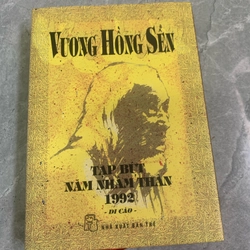 VƯƠNG HỒNG SỂN
TẠP BÚT
NĂM NHÂM THÂN
1992
- DI CẢO -
NHÀ XUẤT BẢN TRẺ